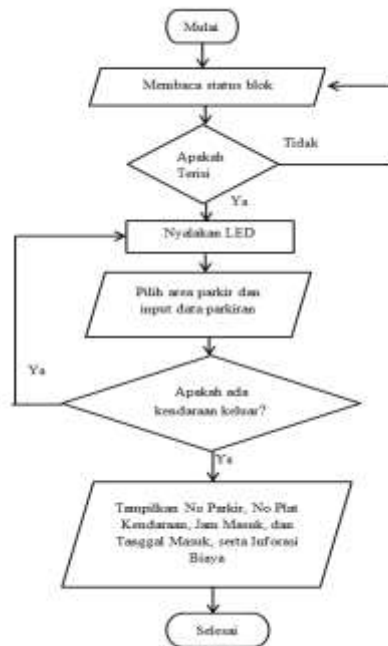 Mulai
Membaca status blok
Apakah
Terisi
Tidak
Ya
Nyalakan LED
Pilih area parkir dan
input data parkiran
Ya
Apakah ada
kendaraan keluar?
Ya
Tampilkan No Parkir, No Plat
Kendaraan, Jam Masuk, dan
Tanggal Masuk, serta Inforasi
Biaya
Selesai